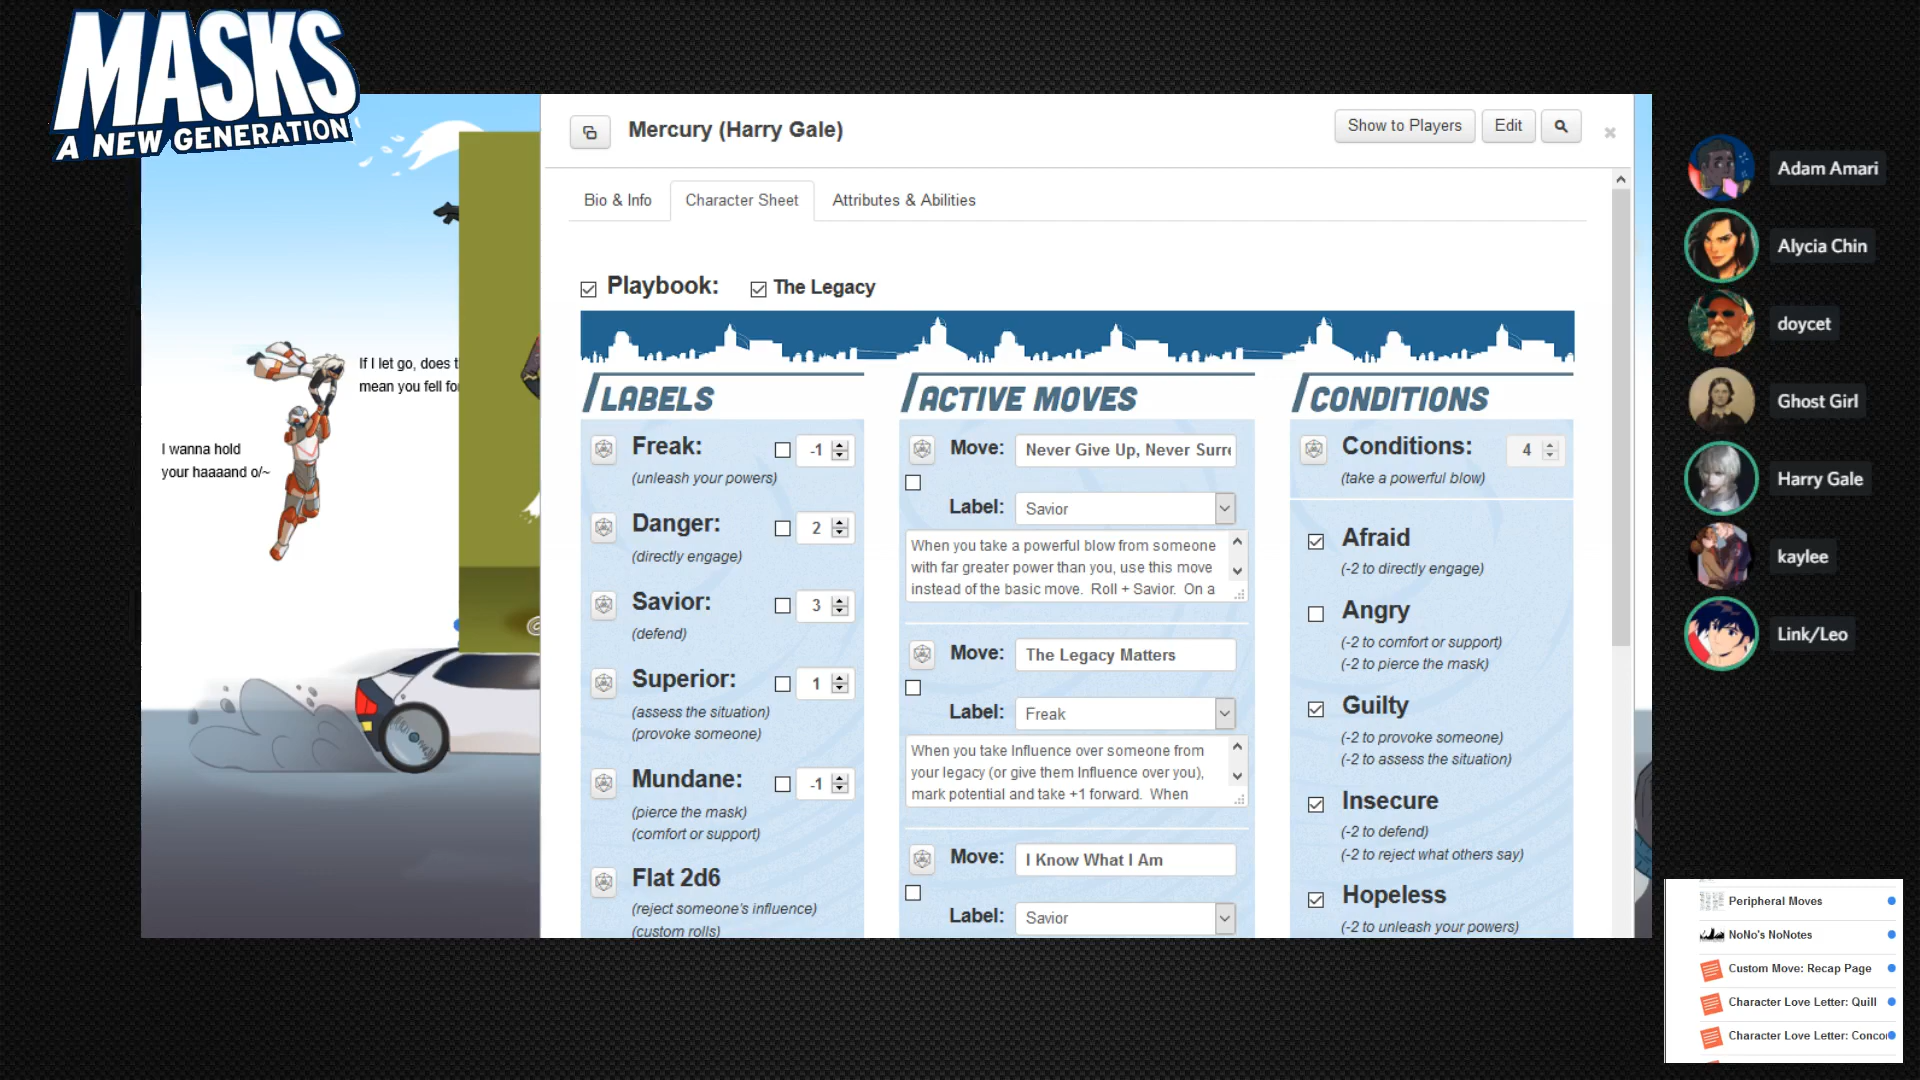 MASKS
A NEW GENERATION
If I let go, does t
mean you fell fo
I wanna hold
your haaaand o/~
Mercury (Harry Gale)
Show to Players
Edit
Bio & Info
Character Sheet
Attributes & Abilities
Playbook:
The Legacy
LABELS
Freak:
-1
(unleash your powers)
Danger:
2
(directly engage)
Savior:
3
(defend)
Superior:
1
(assess the situation)
(provoke someone)
Mundane:
-1
(pierce the mask)
(comfort or support)
Flat 2d6
(reject someone's influence)
(custom rolls)
ACTIVE MOVES
Move:
Never Give Up, Never Surre
Label:
Savior
When you take a powerful blow from someone
with far greater power than you, use this move
instead of the basic move. Roll + Savior. On a
Move:
The Legacy Matters
Label:
Freak
When you take Influence over someone from
your legacy (or give them Influence over you),
mark potential and take +1 forward. When
Move:
I Know What I Am
Label:
Savior
CONDITIONS
Conditions:
4
(take a powerful blow)
Afraid
(-2 to directly engage)
Angry
(-2 to comfort or support)
(-2 to pierce the mask)
Guilty
(-2 to provoke someone)
(-2 to assess the situation)
Insecure
(-2 to defend)
(-2 to reject what others say)
Hopeless
(-2 to unleash your powers)
Adam Amari
Alycia Chin
doycet
Ghost Girl
Harry Gale
kaylee
Link/Leo
Peripheral Moves
NoNo's NoNotes
Custom Move: Recap Page
Character Love Letter: Quill
Character Love Letter: Conco